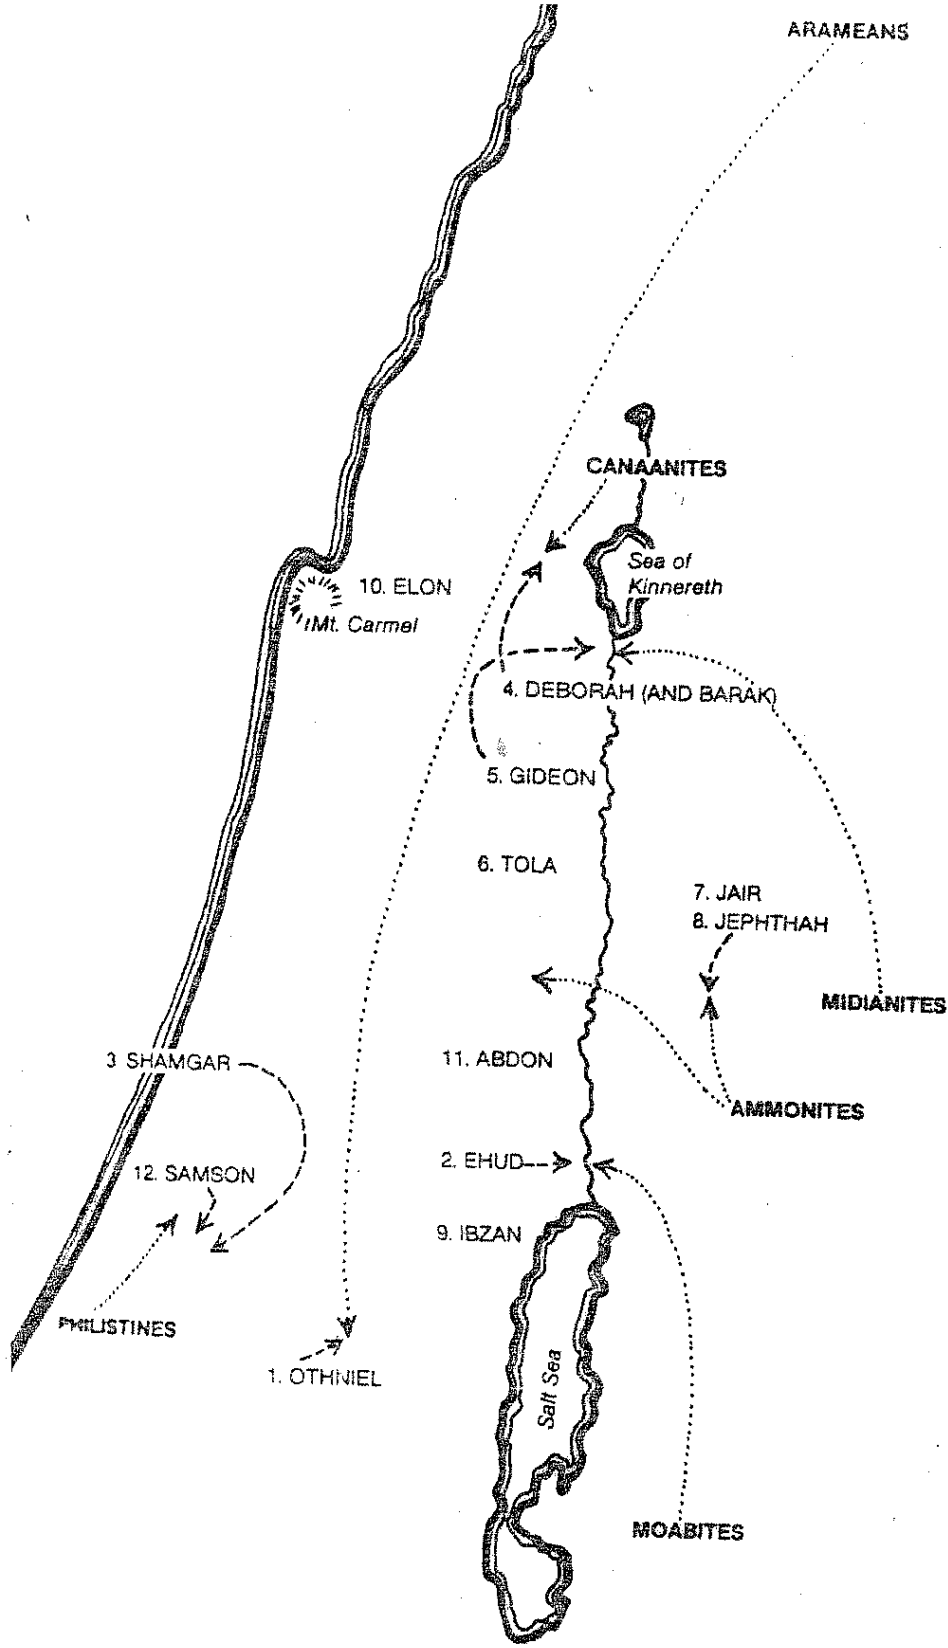 ARAMEANS
CANAANITES
Sea of
Kinnereth
10. ELON
Mt. Carmel
4. DEBORAH (AND BARAK)
5. GIDEON
6. TOLA
7. JAIR
8. JEPHTHAH
MIDIANITES
3 SHAMGAR
11. ABDON
AMMONITES
2. EHUD
12. SAMSON
9. IBZAN
PHILISTINES
1. OTHNIEL
Salt Sea
MOABITES